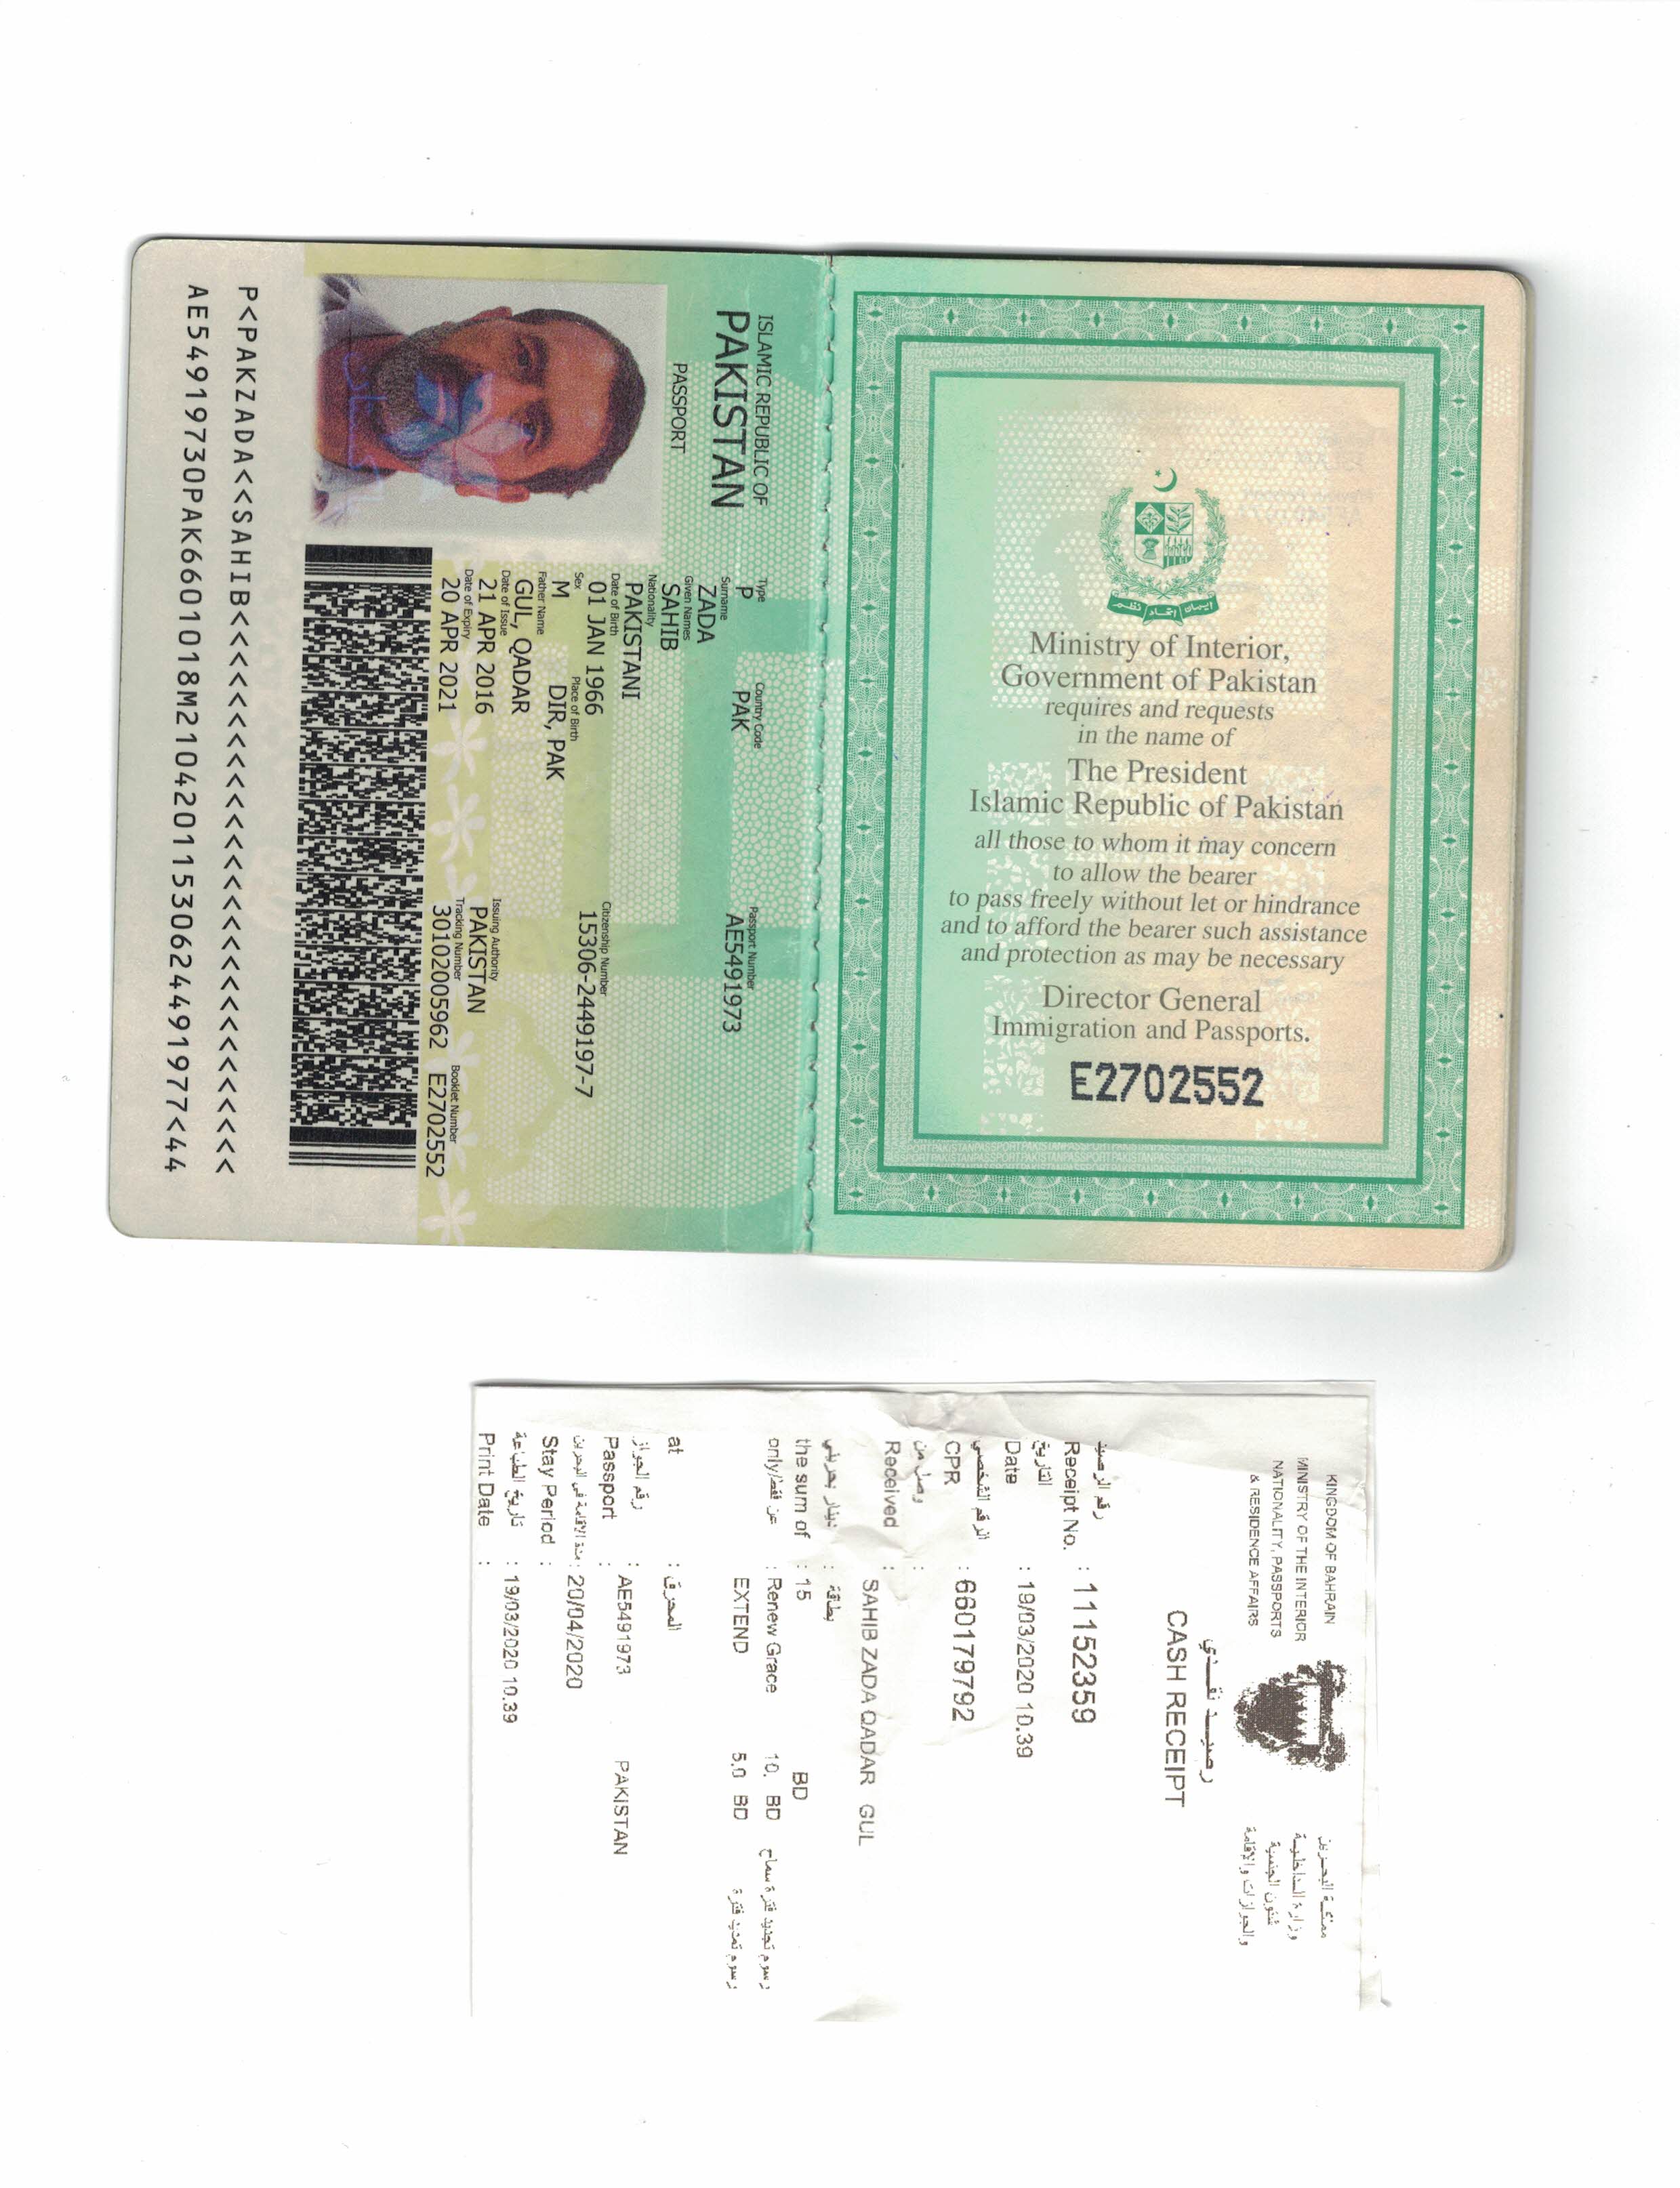 Ministry of Interior,
Government of Pakistan
requires and requests
in the name of
The President
Islamic Republic of Pakistan
all those to whom it may concern
to allow the bearer
to pass freely without let or hindrance
and to afford the bearer such assistance
and protection as may be necessary
Director General
Immigration and Passports.
E2702552
ISLAMIC REPUBLIC OF
PAKISTAN
PASSPORT
Type Country Code Passport Number
P PAK AE5491973
Surname
ZADA
Given Names
SAHIB
Nationality
PAKISTANI
Date of Birth Citizenship Number
01 JAN 1966 15306-2449197-7
Sex Place of Birth
M DIR, PAK
Father Name
GUL, QADAR
Date of Issue Issuing Authority
21 APR 2016 PAKISTAN
Date of Expiry Tracking Number Booklet Number
20 APR 2021 30102005962 E2702552
P<PAKZADA<<SAHIB<<<<<<<<<<<<<<<<<<<<<<<<<<<<
AE54919730PAK6601018M21042011530624491977<44
KINGDOM OF BAHRAIN مملكة البحرين
MINISTRY OF THE INTERIOR وزارة الداخلية
NATIONALITY, PASSPORTS شئون الجنسية
& RESIDENCE AFFAIRS والجوازات والإقامة
رصيد نقدي
CASH RECEIPT
رقم الرصيد
Receipt No. : 11152359
التاريخ
Date : 19/03/2020 10.39
الرقم الشخصي
CPR : 660179792
وصل من :
Received : SAHIB ZADA QADAR GUL
دينار بحريني : بطاقة
the sum of : 15 BD
only/عن فقط : Renew Grace 10. BD رسوم تجديد فترة سماح
EXTEND 5.0 BD رسوم تمديد فترة
at : المحرق
رقم الجواز : AE5491973 PAKISTAN
Passport :
مدة الإقامة في البحرين : 20/04/2020
Stay Period :
تاريخ الطباعة : 19/03/2020 10.39
Print Date :